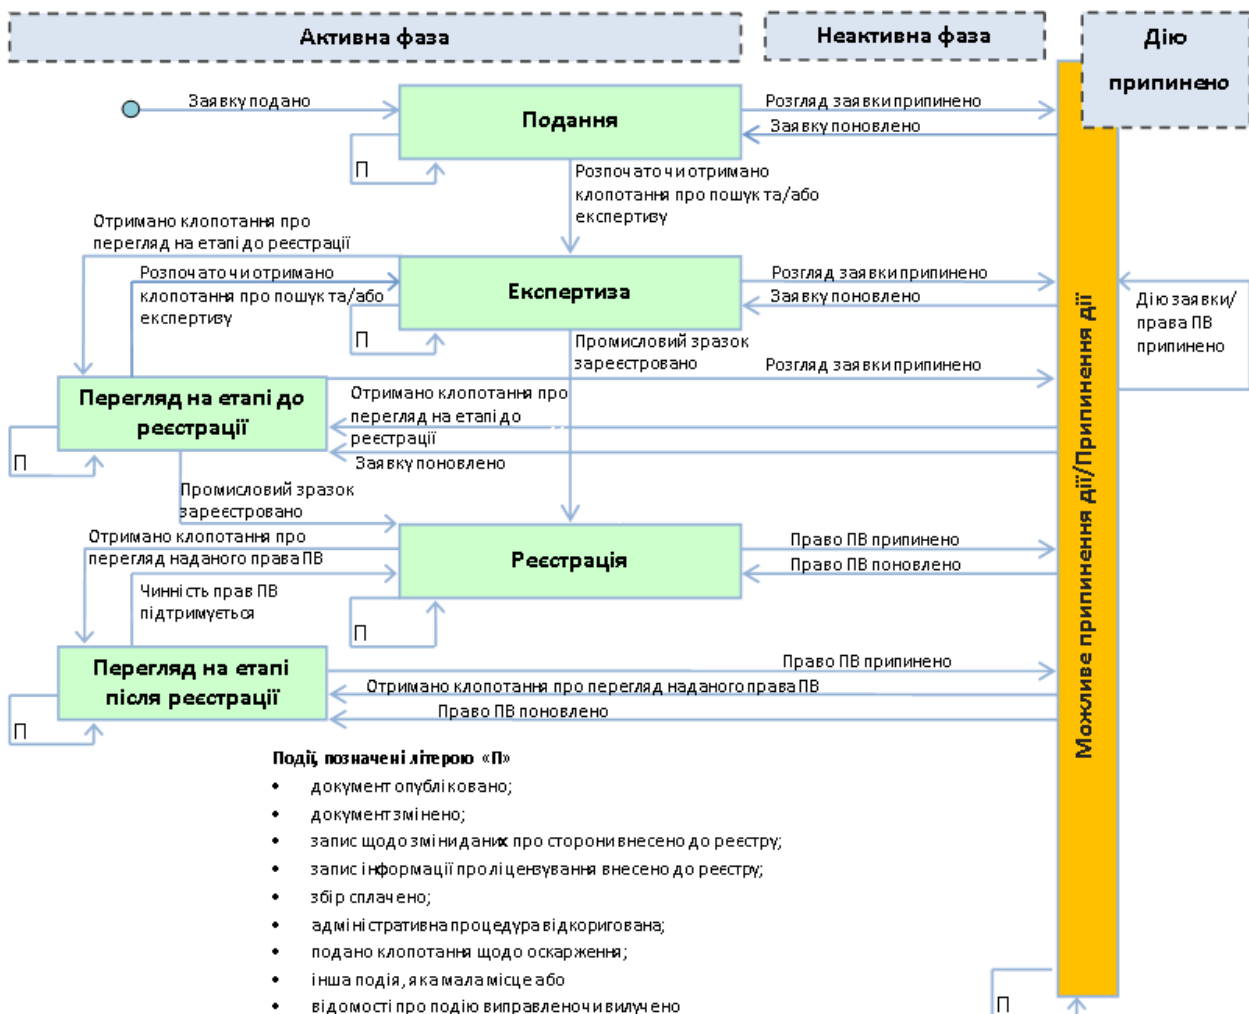 Активна фаза
Неактивна фаза
Дію
припинено
Заявку подано
Подання
Розгляд заявки припинено
Заявку поновлено
П
Розпочато чи отримано
клопотання про пошук та/або
експертизу
Отримано клопотання про
перегляд на етапі до реєстрації
Розпочато чи отримано
клопотання про пошук та/або
експертизу
Експертиза
Розгляд заявки припинено
Заявку поновлено
П
Дію заявки/
права ПВ
припинено
Промисловий зразок
зареєстровано
Розгляд заявки припинено
Перегляд на етапі до
реєстрації
Отримано клопотання про
перегляд на етапі до
реєстрації
Заявку поновлено
П
Промисловий зразок
зареєстровано
Отримано клопотання про
перегляд наданого права ПВ
Реєстрація
Право ПВ припинено
Право ПВ поновлено
Чинність прав ПВ
підтримується
П
Перегляд на етапі
після реєстрації
Право ПВ припинено
Отримано клопотання про перегляд наданого права ПВ
Право ПВ поновлено
П
Можливе припинення дії/Припинення дії
Події, позначені літерою «П»
• документ опубліковано;
• документ змінено;
• запис щодо зміни даних про сторони внесено до реєстру;
• запис інформації про ліцензування внесено до реєстру;
• збір сплачено;
• адміністративна процедура відкоригована;
• подано клопотання щодо оскарження;
• інша подія, яка мала місце або
• відомості про подію виправлено чи вилучено
П